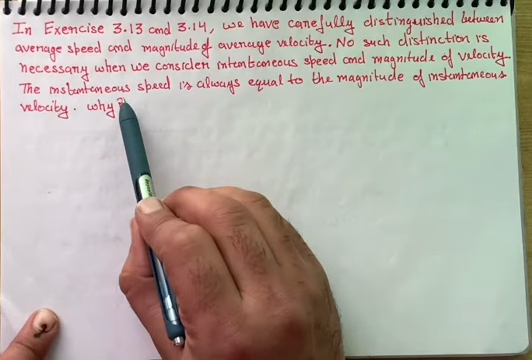 In Exercise 3.13 and 3.14, we have carefully distinguished between
average speed and magnitude of average velocity. No such distinction is
necessary when we consider intentaneous speed and magnitude of velocity.
The instantaneous speed is always equal to the magnitude of instantaneous
velocity. why?